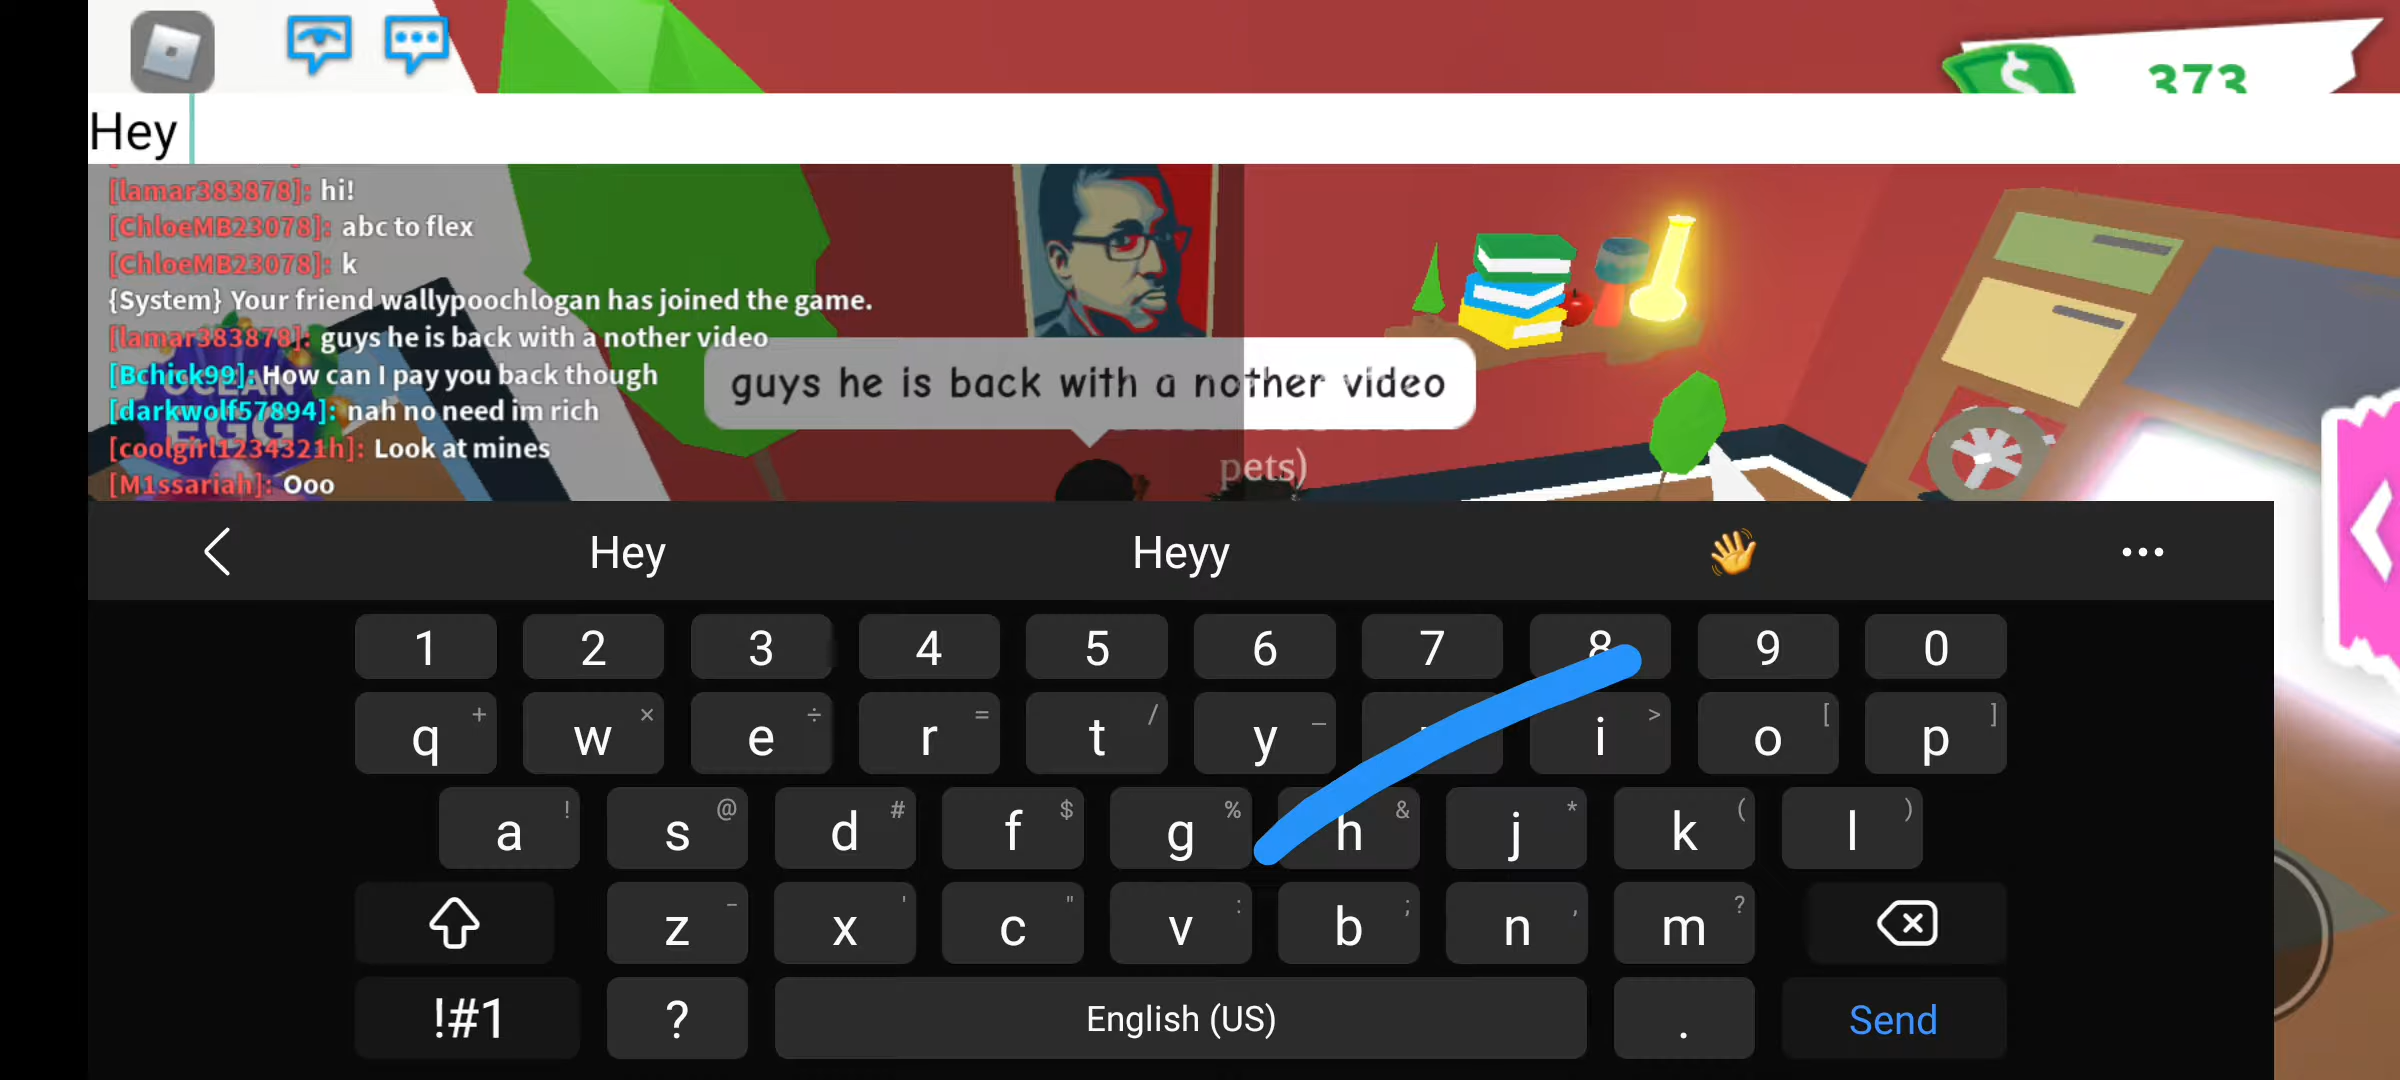 373
Hey
[lamar383878]: hi!
[ChloeMB23078]: abc to flex
[ChloeMB23078]: k
{System} Your friend wallypoochlogan has joined the game.
[lamar383878]: guys he is back with a nother video
[Bchick99]: How can I pay you back though
[darkwolf57894]: nah no need im rich
[coolgirl1234321h]: Look at mines
[M1ssariah]: Ooo
OCEAN
EGG
guys he is back with a nother video
pets)
Hey Heyy 👋 ...
1 2 3 4 5 6 7 8 9 0
q + w × e ÷ r = t / y _ i > o [ p ]
a ! s @ d # f $ g % h & j * k ( l )
z - x ' c " v : b ; n , m ?
!#1 ? English (US) . Send